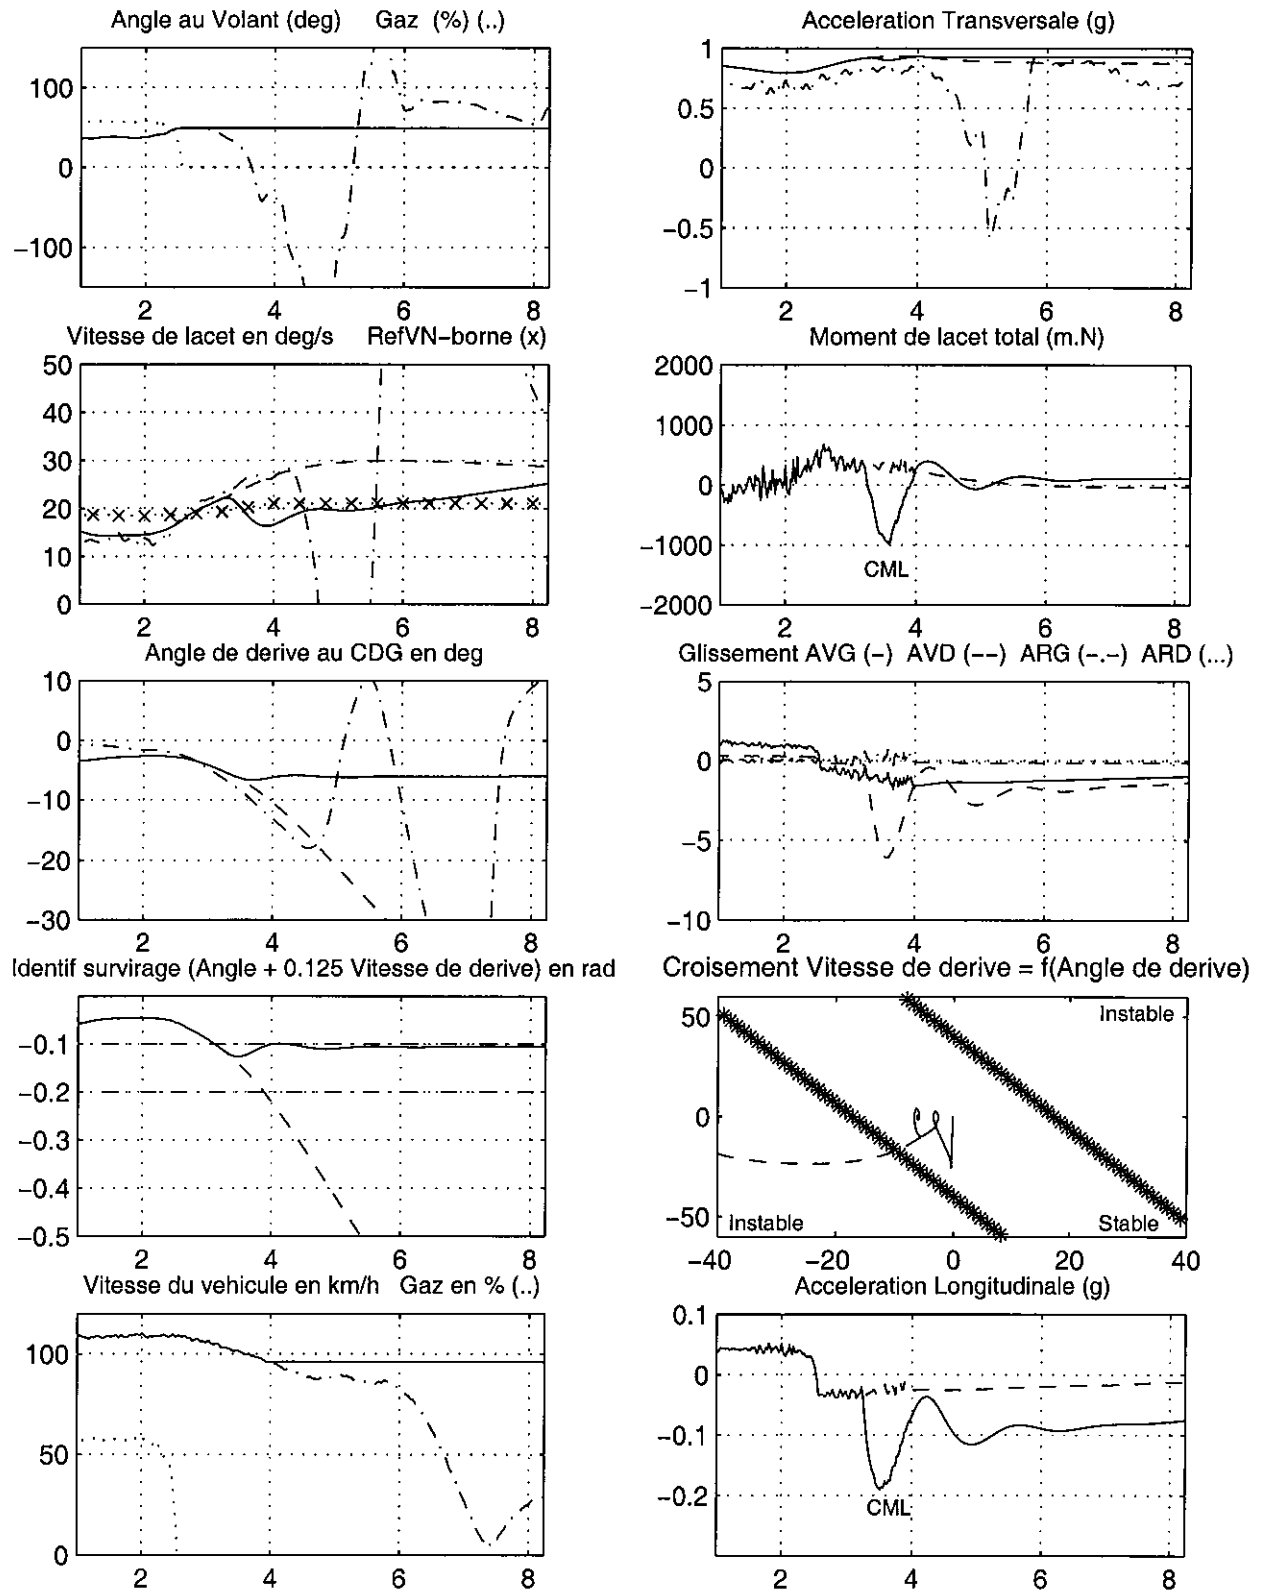 Angle au Volant (deg) Gaz (%) (..)
100
0
−100
2 4 6 8
Acceleration Transversale (g)
1
0.5
0
−0.5
−1
2 4 6 8
Vitesse de lacet en deg/s RefVN−borne (x)
50
40
30
20
10
0
2 4 6 8
Moment de lacet total (m.N)
2000
1000
0
−1000
−2000
CML
2 4 6 8
Angle de derive au CDG en deg
10
0
−10
−20
−30
2 4 6 8
Glissement AVG (−) AVD (−−) ARG (−.−) ARD (...)
5
0
−5
−10
2 4 6 8
Identif survirage (Angle + 0.125 Vitesse de derive) en rad
−0.1
−0.2
−0.3
−0.4
−0.5
2 4 6 8
Croisement Vitesse de derive = f(Angle de derive)
50
0
−50
Instable
Instable
Stable
−40 −20 0 20 40
Vitesse du vehicule en km/h Gaz en % (..)
100
50
0
2 4 6 8
Acceleration Longitudinale (g)
0.1
0
−0.1
−0.2
CML
2 4 6 8